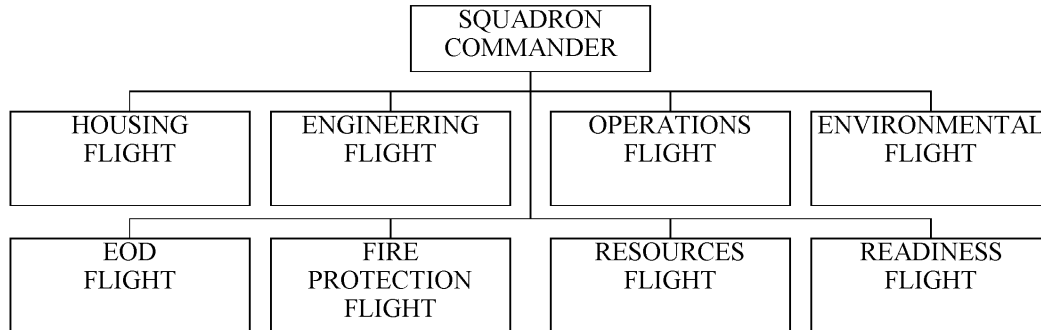 SQUADRON
COMMANDER
HOUSING
FLIGHT
ENGINEERING
FLIGHT
OPERATIONS
FLIGHT
ENVIRONMENTAL
FLIGHT
EOD
FLIGHT
FIRE
PROTECTION
FLIGHT
RESOURCES
FLIGHT
READINESS
FLIGHT